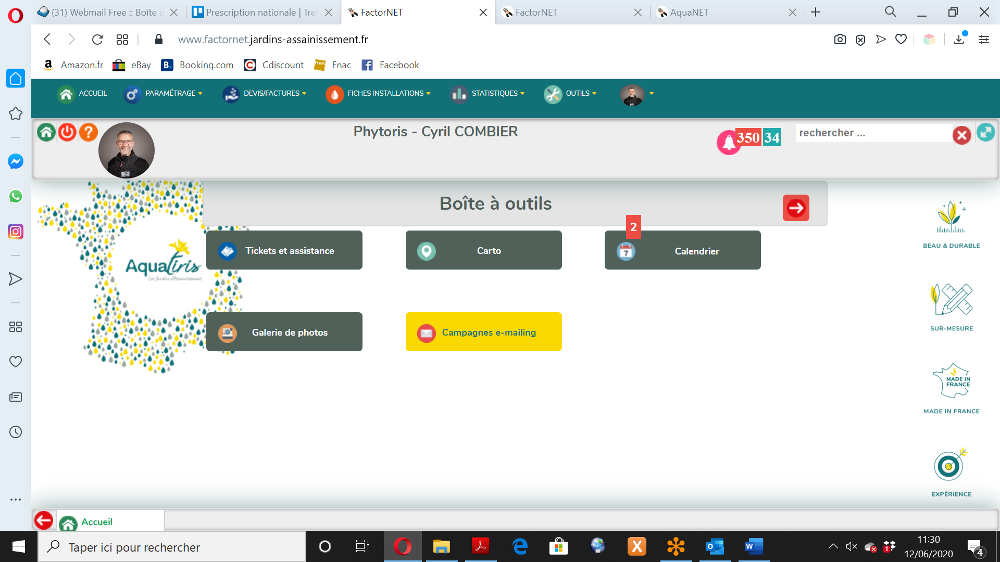 (31) Webmail Free :: Boîte d
Prescription nationale | Trel
FactorNET
FactorNET
AquaNET
www.factornet.jardins-assainissement.fr
Amazon.fr
eBay
Booking.com
Cdiscount
Fnac
Facebook
ACCUEIL
PARAMÉTRAGE
DEVIS/FACTURES
FICHES INSTALLATIONS
STATISTIQUES
OUTILS
Phytoris - Cyril COMBIER
350 34
rechercher ...
Boîte à outils
2
Tickets et assistance
Carto
Calendrier
Galerie de photos
Campagnes e-mailing
Aquatiris
Les Jardins d'Assainissement
BEAU & DURABLE
SUR-MESURE
MADE IN
FRANCE
MADE IN FRANCE
EXPÉRIENCE
Accueil
Taper ici pour rechercher
11:30
12/06/2020
4